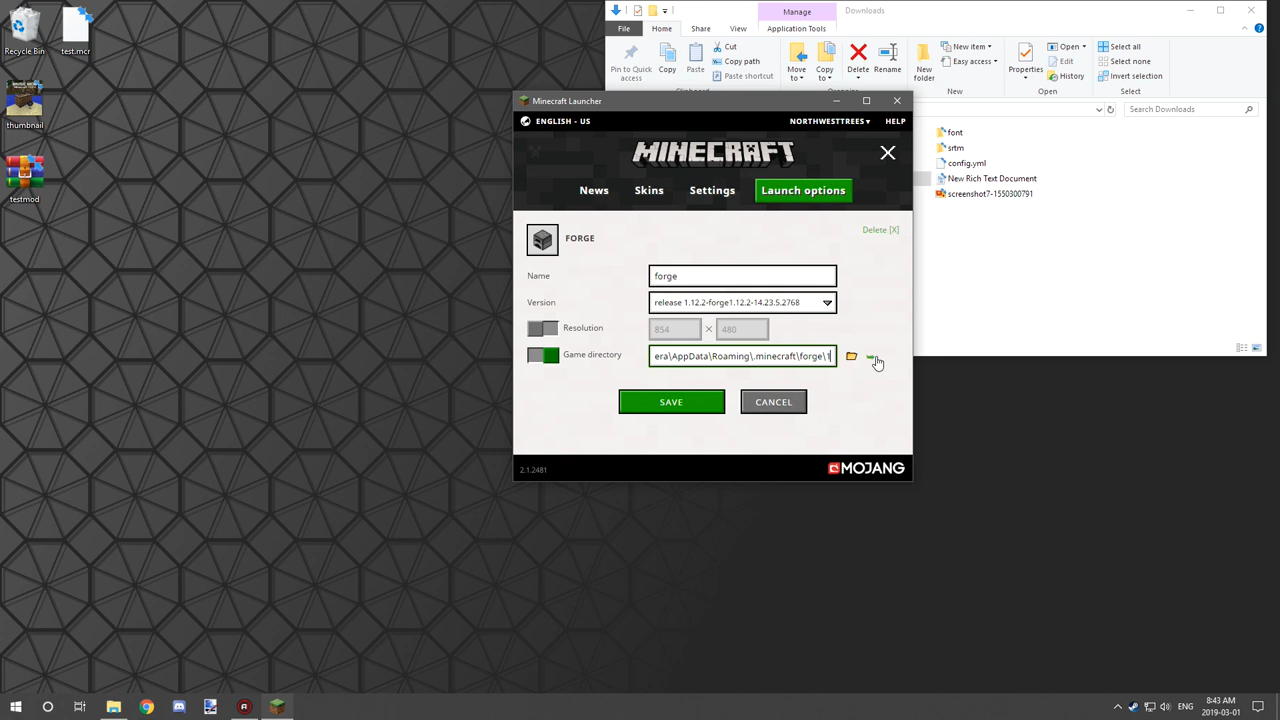 Recycle Bin
test.mcr
thumbnail
testmod
Manage
Downloads
File
Home
Share
View
Application Tools
Pin to Quick access
Copy
Paste
Cut
Copy path
Paste shortcut
Move to
Copy to
Delete
Rename
New folder
New item
Easy access
Properties
Open
Edit
History
Select all
Select none
Invert selection
New
Open
Select
Search Downloads
font
srtm
config.yml
New Rich Text Document
screenshot7-1550300791
Minecraft Launcher
ENGLISH - US
NORTHWESTTREES
HELP
MINECRAFT
News
Skins
Settings
Launch options
FORGE
Delete [X]
Name
forge
Version
release 1.12.2-forge1.12.2-14.23.5.2768
Resolution
854 × 480
Game directory
era\AppData\Roaming\.minecraft\forge\1
SAVE
CANCEL
2.1.2481
MOJANG
ENG
8:43 AM
2019-03-01